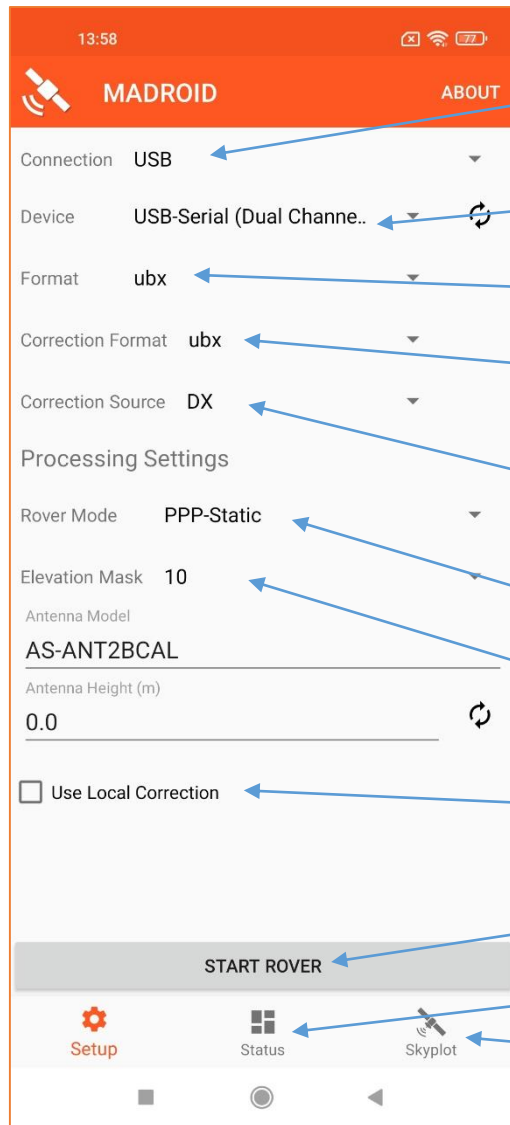 13:58
77
MADROID
ABOUT
Connection USB
Device USB-Serial (Dual Channe..
Format ubx
Correction Format ubx
Correction Source DX
Processing Settings
Rover Mode PPP-Static
Elevation Mask 10
Antenna Model
AS-ANT2BCAL
Antenna Height (m)
0.0
Use Local Correction
START ROVER
Setup
Status
Skyplot